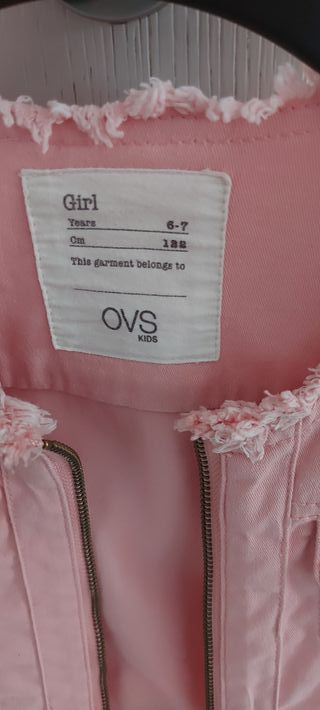 Girl
Years 6-7
Cm 122
This garment belongs to
OVS
KIDS